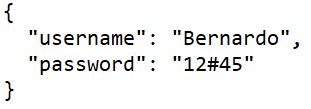 {
  "username": "Bernardo",
  "password": "12#45"
}